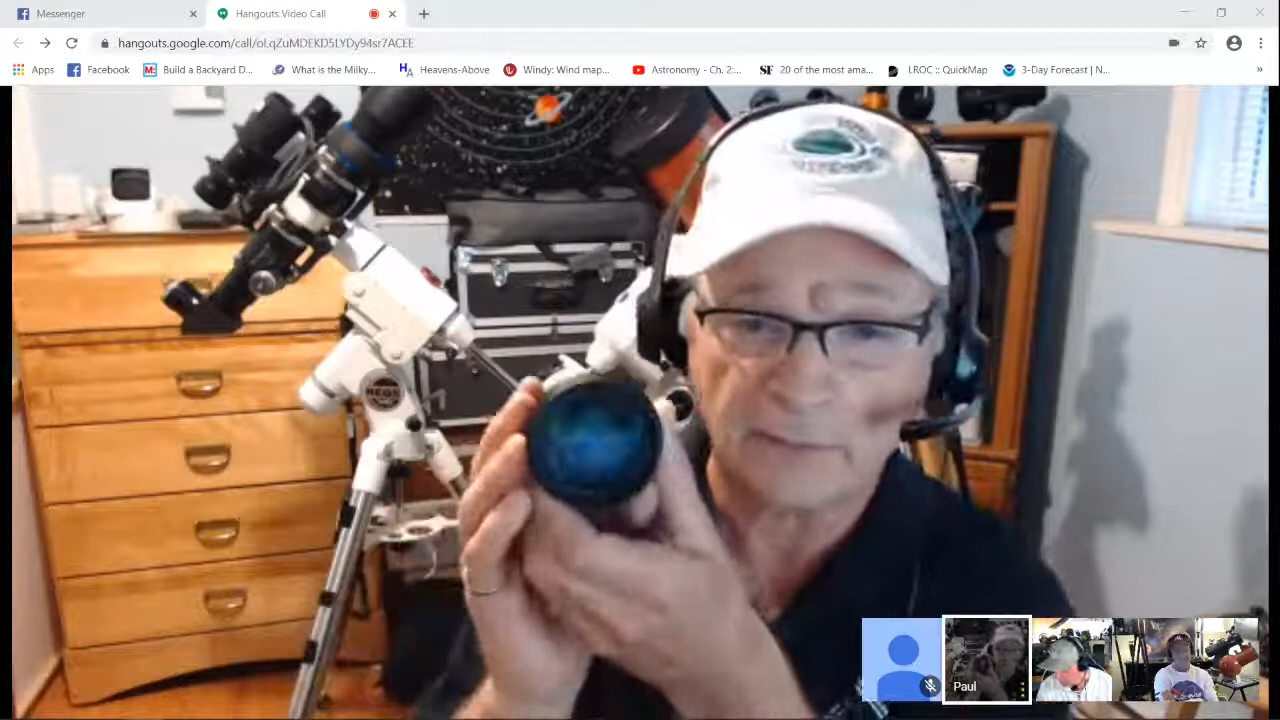 Messenger
Hangouts Video Call
hangouts.google.com/call/oLqZuMDEKD5LYDy94sr7ACEE
Apps
Facebook
Build a Backyard D...
What is the Milky...
Heavens-Above
Windy: Wind map...
Astronomy - Ch. 2:...
SF 20 of the most ama...
LROC :: QuickMap
3-Day Forecast | N...
Paul